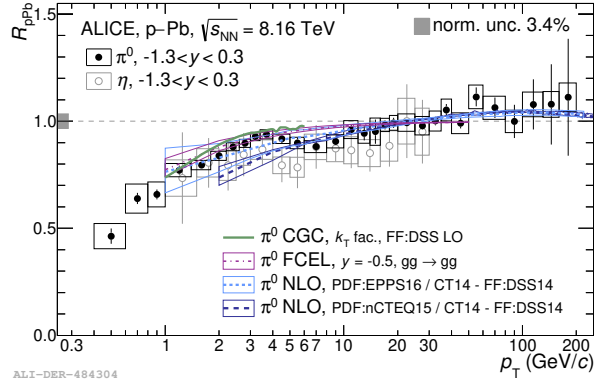 R_pPb
1.5
1.0
0.5
0.0
ALICE, p–Pb, √s_NN = 8.16 TeV
norm. unc. 3.4%
π⁰, -1.3<y<0.3
η, -1.3<y<0.3
π⁰ CGC, k_T fac., FF:DSS LO
π⁰ FCEL, y = -0.5, gg → gg
π⁰ NLO, PDF:EPPS16 / CT14 - FF:DSS14
π⁰ NLO, PDF:nCTEQ15 / CT14 - FF:DSS14
0.3 1 2 3 4 5 6 7 10 20 30 100 200
p_T (GeV/c)
ALI-DER-484304